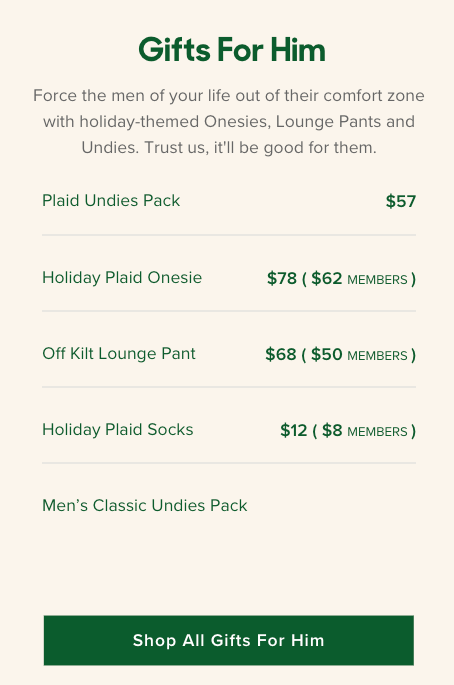 Gifts For Him
Force the men of your life out of their comfort zone
with holiday-themed Onesies, Lounge Pants and
Undies. Trust us, it'll be good for them.
Plaid Undies Pack $57
Holiday Plaid Onesie $78 ( $62 MEMBERS )
Off Kilt Lounge Pant $68 ( $50 MEMBERS )
Holiday Plaid Socks $12 ( $8 MEMBERS )
Men’s Classic Undies Pack
Shop All Gifts For Him